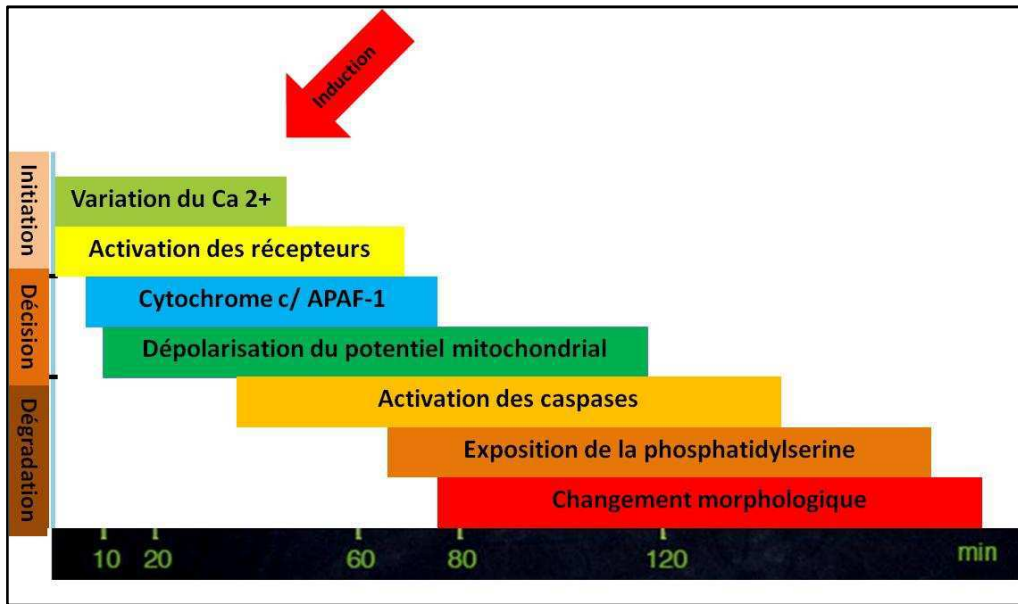 Induction
Initiation
Variation du Ca 2+
Activation des récepteurs
Décision
Cytochrome c/ APAF-1
Dépolarisation du potentiel mitochondrial
Dégradation
Activation des caspases
Exposition de la phosphatidylserine
Changement morphologique
10 20 60 80 120 min